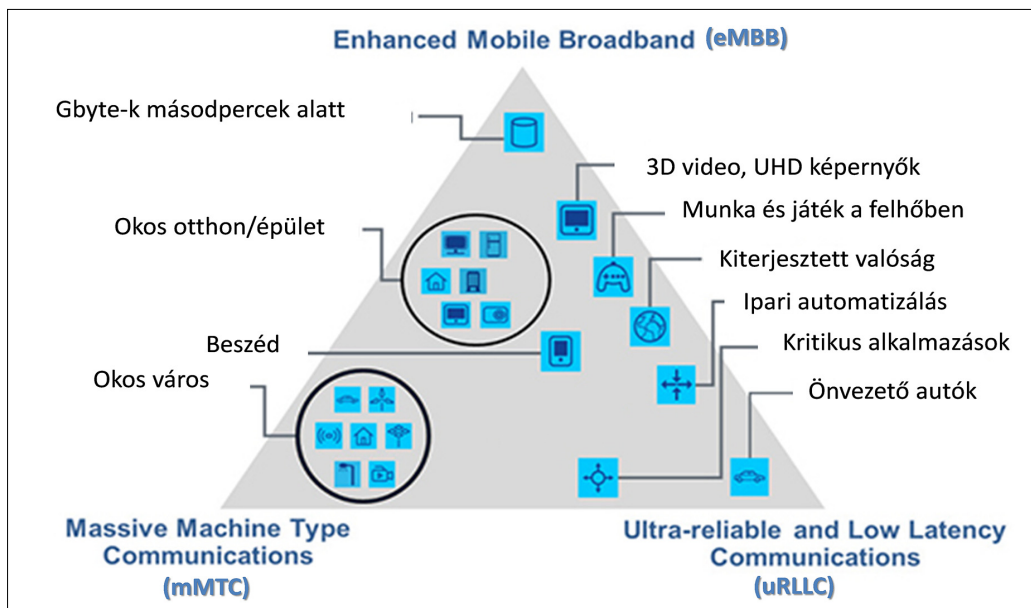 Enhanced Mobile Broadband (eMBB)
Gbyte-k másodpercek alatt
3D video, UHD képernyők
Munka és játék a felhőben
Okos otthon/épület
Kiterjesztett valóság
Ipari automatizálás
Beszéd
Kritikus alkalmazások
Okos város
Önvezető autók
Massive Machine Type
Communications
(mMTC)
Ultra-reliable and Low Latency
Communications
(uRLLC)